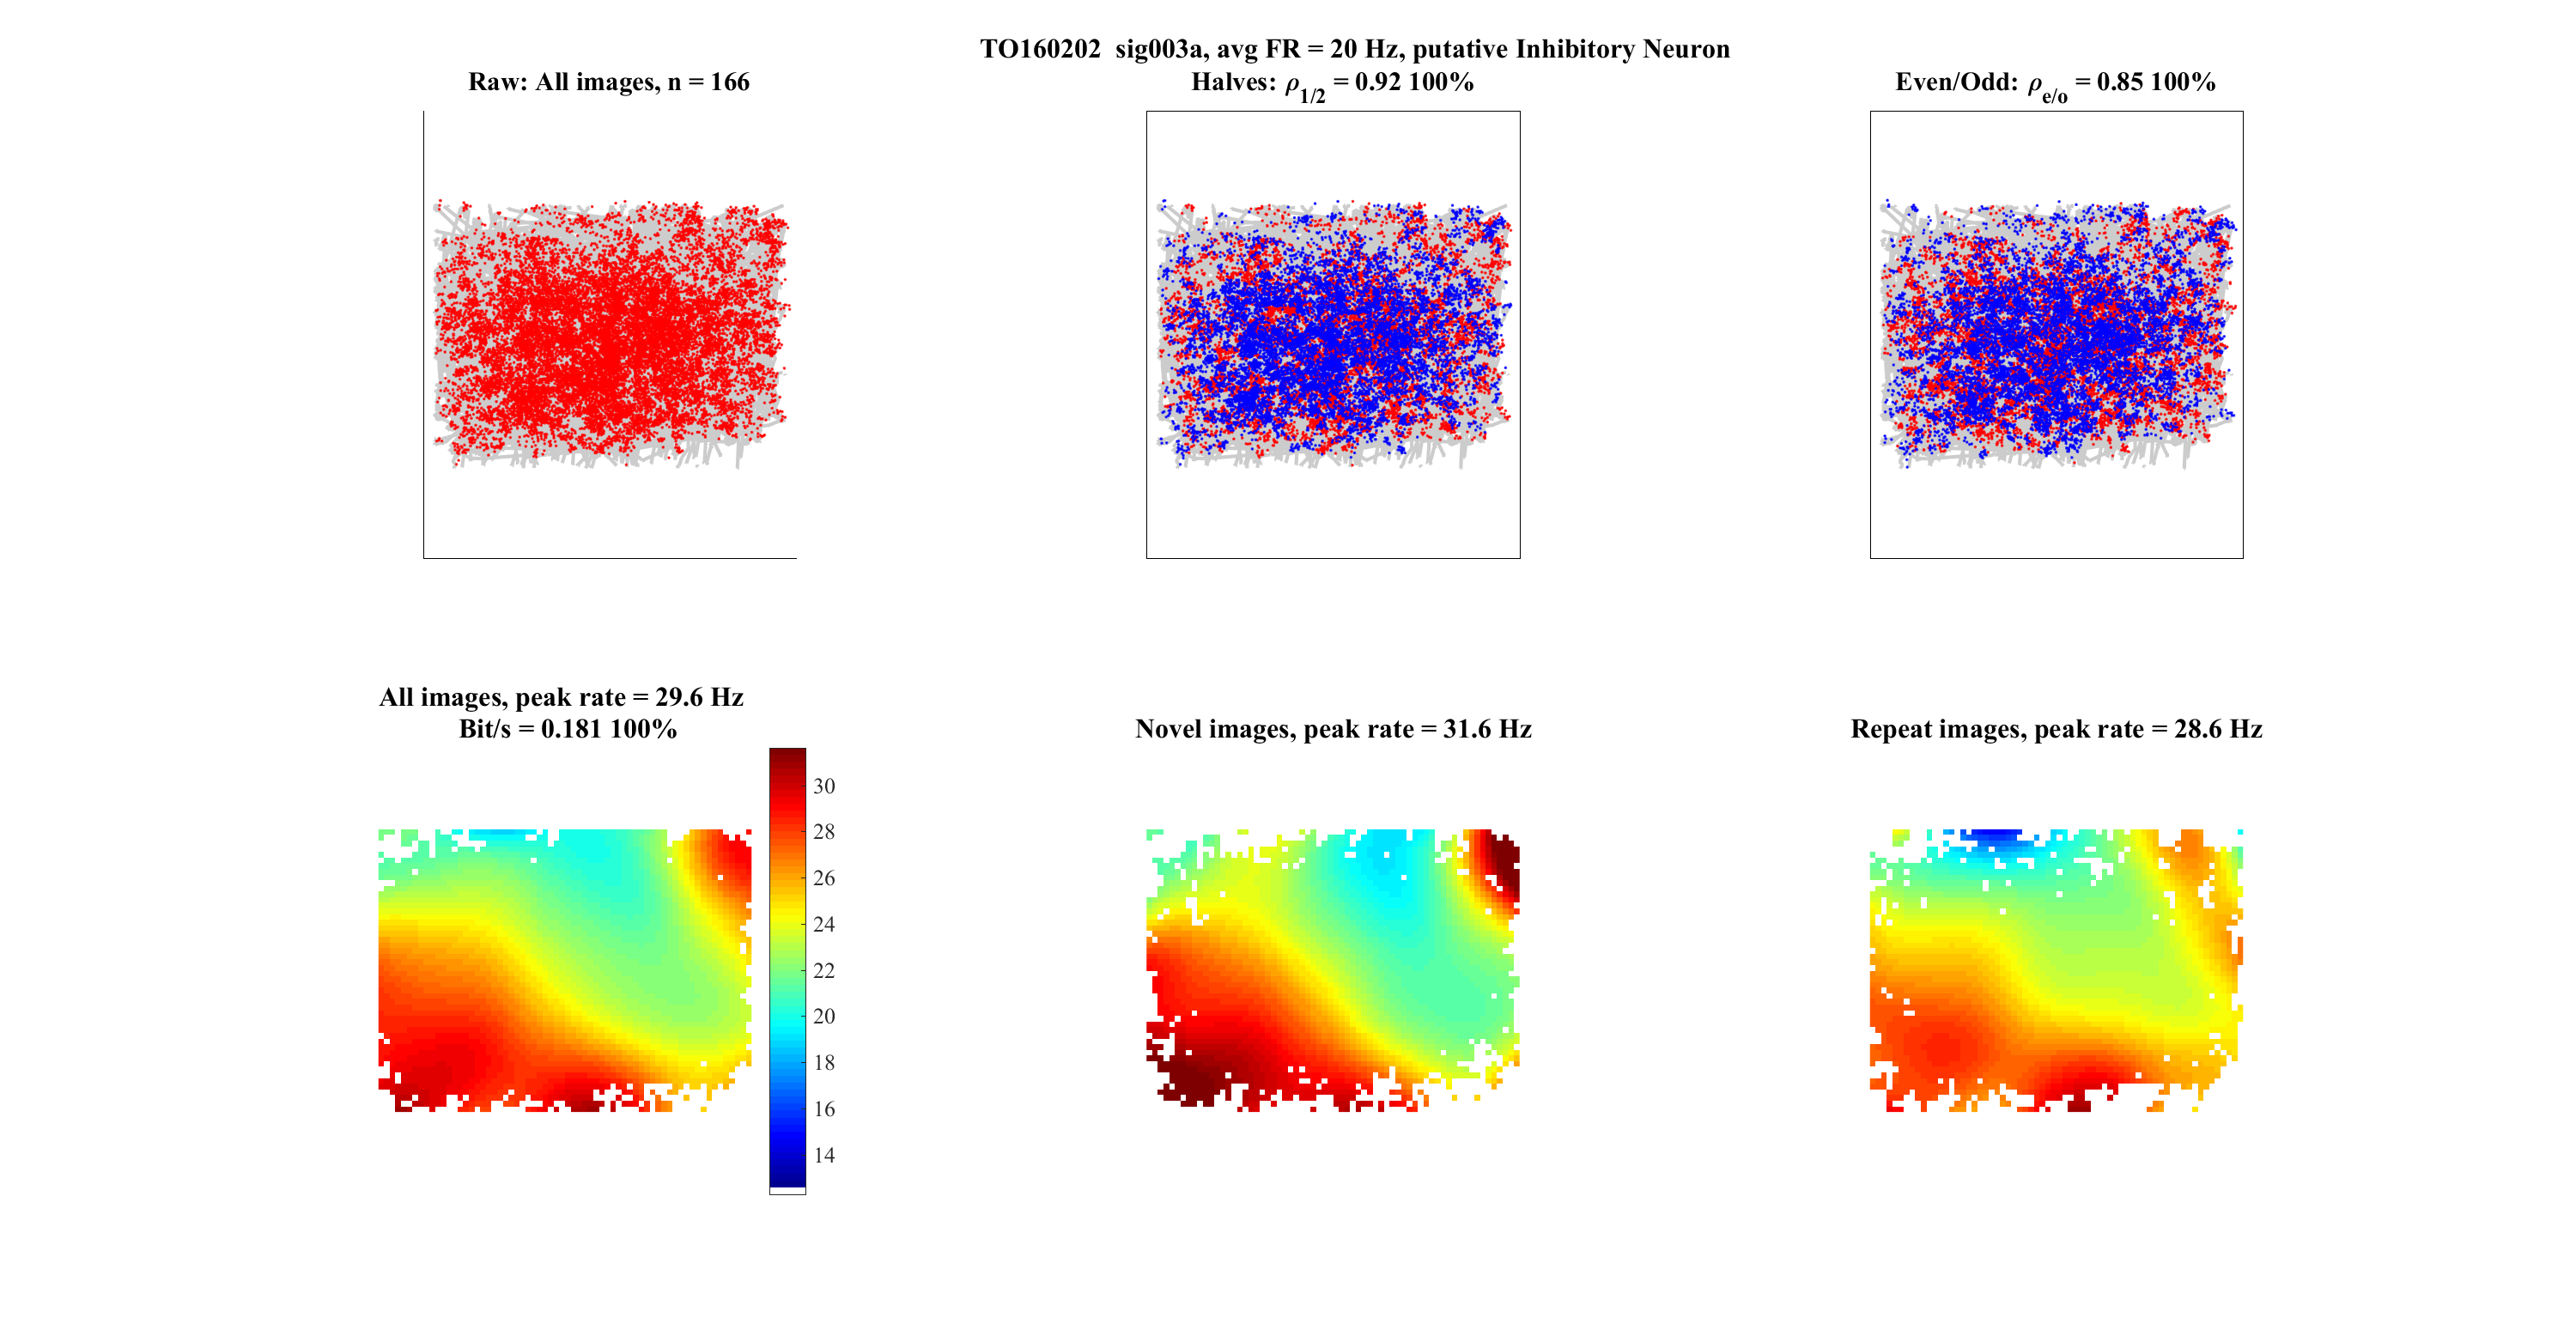 TO160202  sig003a, avg FR = 20 Hz, putative Inhibitory Neuron
Raw: All images, n = 166
Halves: ρ1/2 = 0.92 100%
Even/Odd: ρe/o = 0.85 100%
All images, peak rate = 29.6 Hz
Bit/s = 0.181 100%
30
28
26
24
22
20
18
16
14
Novel images, peak rate = 31.6 Hz
Repeat images, peak rate = 28.6 Hz